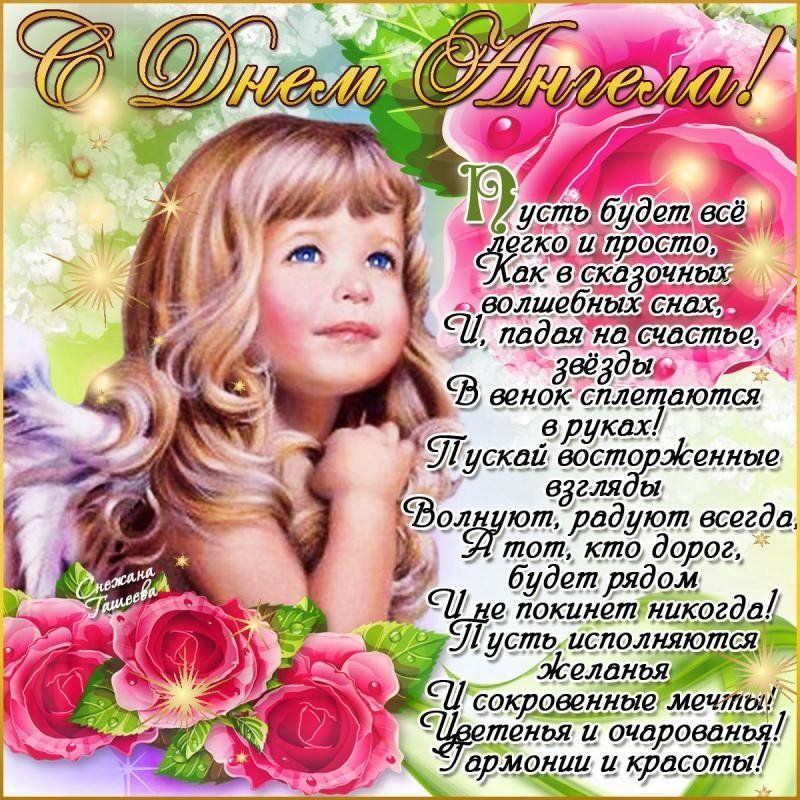 С Днем Ангела!
Пусть будет всё
легко и просто,
Как в сказочных
волшебных снах,
И, падая на счастье,
звёзды
В венок сплетаются
в руках!
Пускай восторженные
взгляды
Волнуют, радуют всегда,
А тот, кто дорог,
будет рядом
И не покинет никогда!
Пусть исполняются
желанья
И сокровенные мечты!
Цветенья и очарованья!
Гармонии и красоты!
Снежана
Ташеева